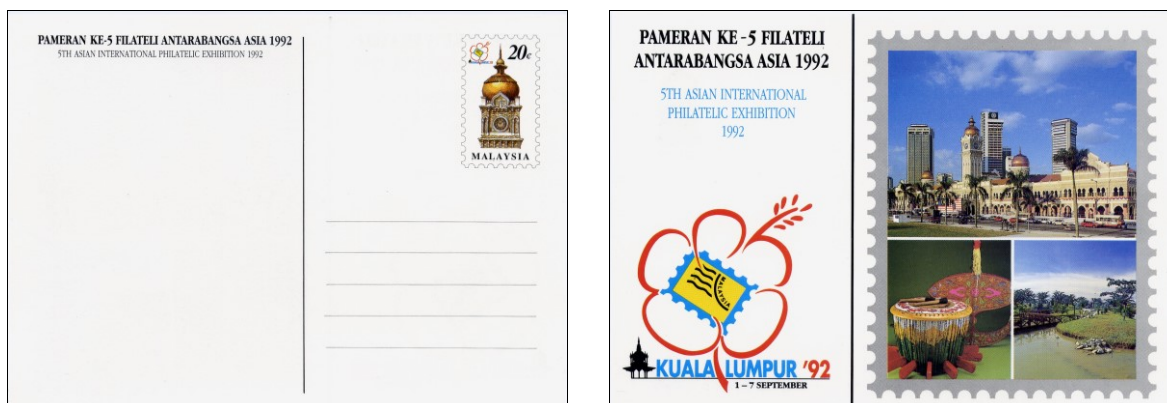 PAMERAN KE-5 FILATELI ANTARABANGSA ASIA 1992
5TH ASIAN INTERNATIONAL PHILATELIC EXHIBITION 1992
20¢
MALAYSIA
PAMERAN KE-5 FILATELI
ANTARABANGSA ASIA 1992
5TH ASIAN INTERNATIONAL
PHILATELIC EXHIBITION
1992
MALAYSIA
KUALA LUMPUR '92
1 – 7 SEPTEMBER